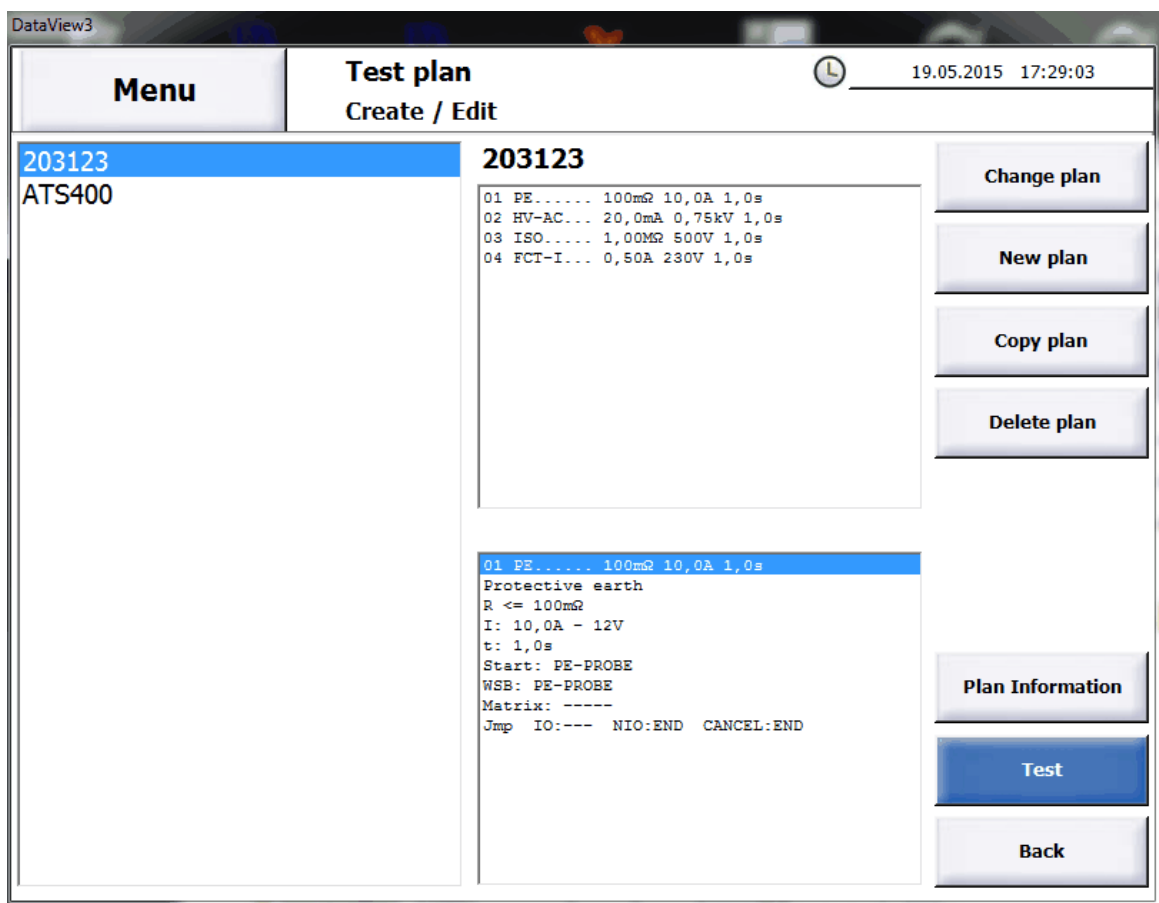 DataView3
Menu
Test plan
Create / Edit
19.05.2015 17:29:03
203123
ATS400
203123
01 PE...... 100mΩ 10,0A 1,0s
02 HV-AC... 20,0mA 0,75kV 1,0s
03 ISO..... 1,00MΩ 500V 1,0s
04 FCT-I... 0,50A 230V 1,0s
01 PE...... 100mΩ 10,0A 1,0s
Protective earth
R <= 100mΩ
I: 10,0A - 12V
t: 1,0s
Start: PE-PROBE
WSB: PE-PROBE
Matrix: -----
Jmp IO:--- NIO:END CANCEL:END
Change plan
New plan
Copy plan
Delete plan
Plan Information
Test
Back